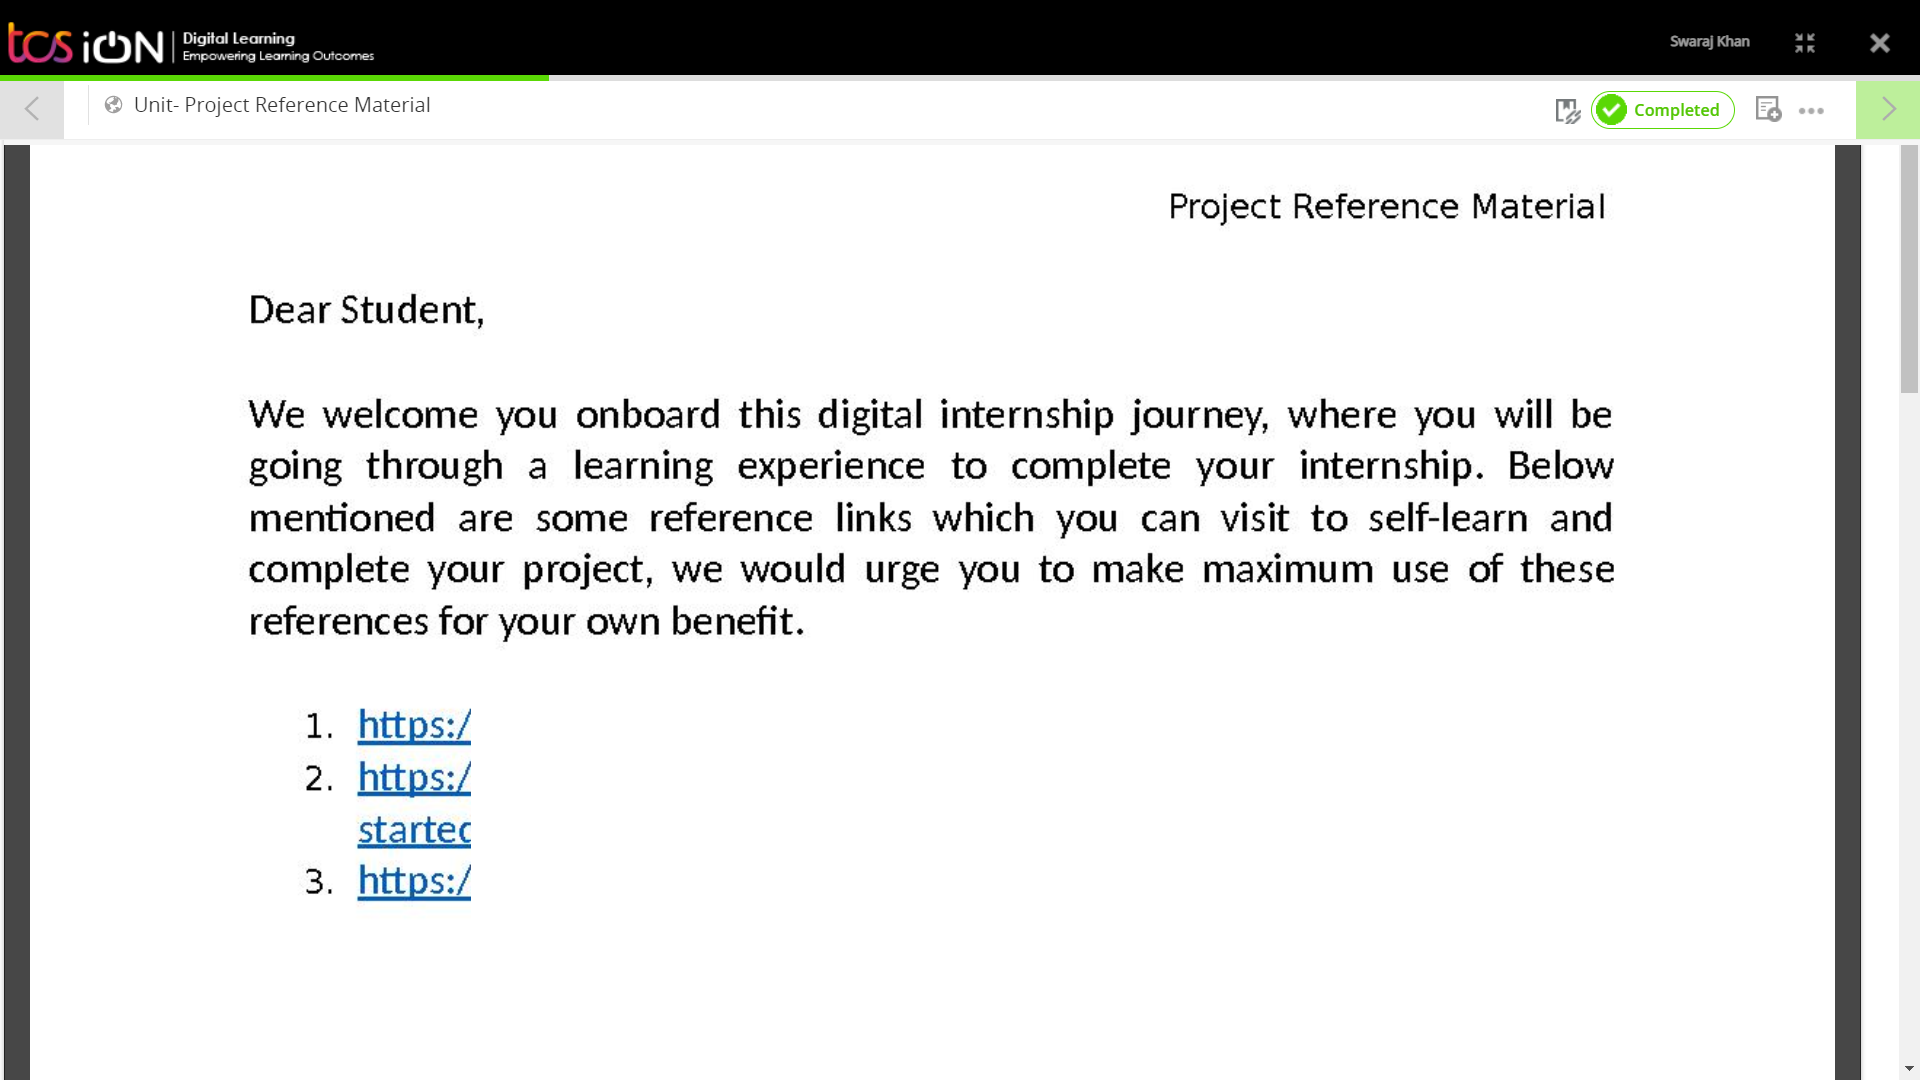 tcs iON Digital Learning
Empowering Learning Outcomes
Swaraj Khan
Unit- Project Reference Material
Completed
Project Reference Material
Dear Student,
We welcome you onboard this digital internship journey, where you will be
going through a learning experience to complete your internship. Below
mentioned are some reference links which you can visit to self-learn and
complete your project, we would urge you to make maximum use of these
references for your own benefit.
1. https:/
2. https:/
3. https:/